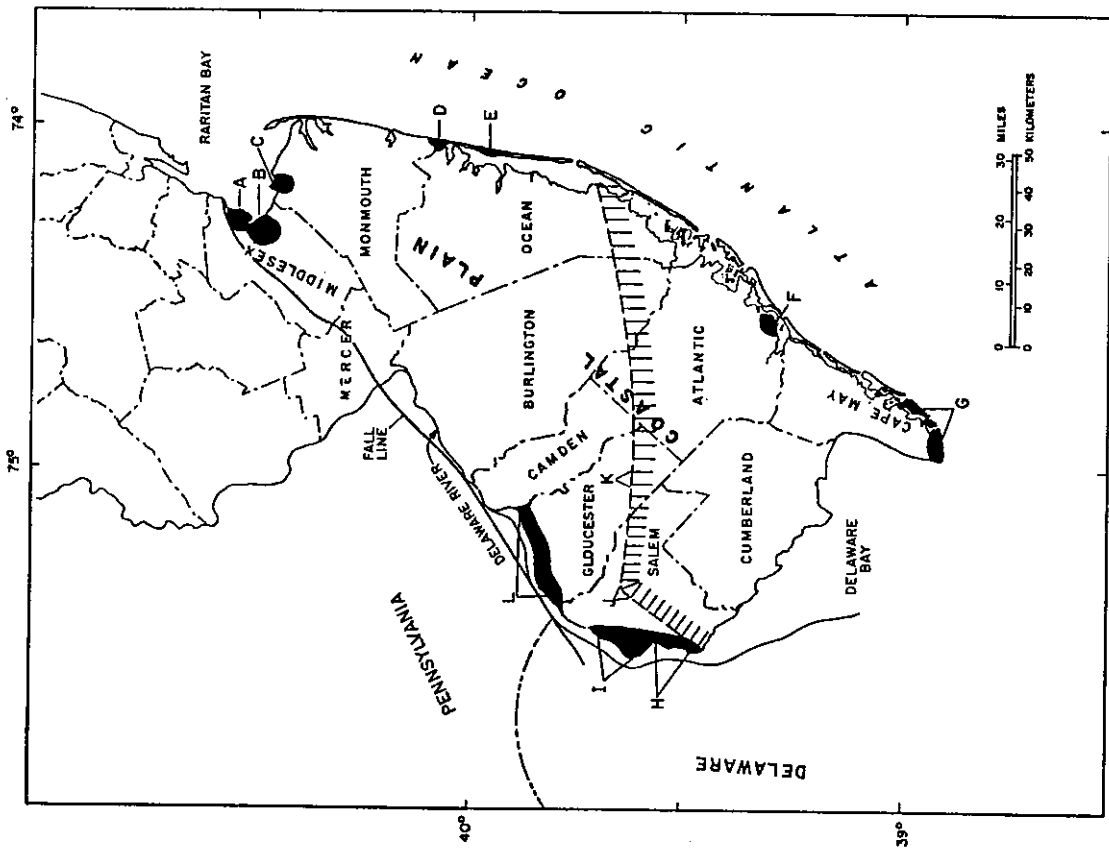 74°
RARITAN BAY
A
B
C
D
E
ATLANTIC OCEAN
MIDDLESEX
MONMOUTH
MERCER
OCEAN
COASTAL PLAIN
BURLINGTON
75°
FALL
LINE
DELAWARE RIVER
CAMDEN
ATLANTIC
F
K
GLOUCESTER
L
J
SALEM
CUMBERLAND
CAPE MAY
G
DELAWARE
BAY
PENNSYLVANIA
I
H
DELAWARE
40°
39°
0 10 20 30 MILES
0 10 20 30 40 50 KILOMETERS